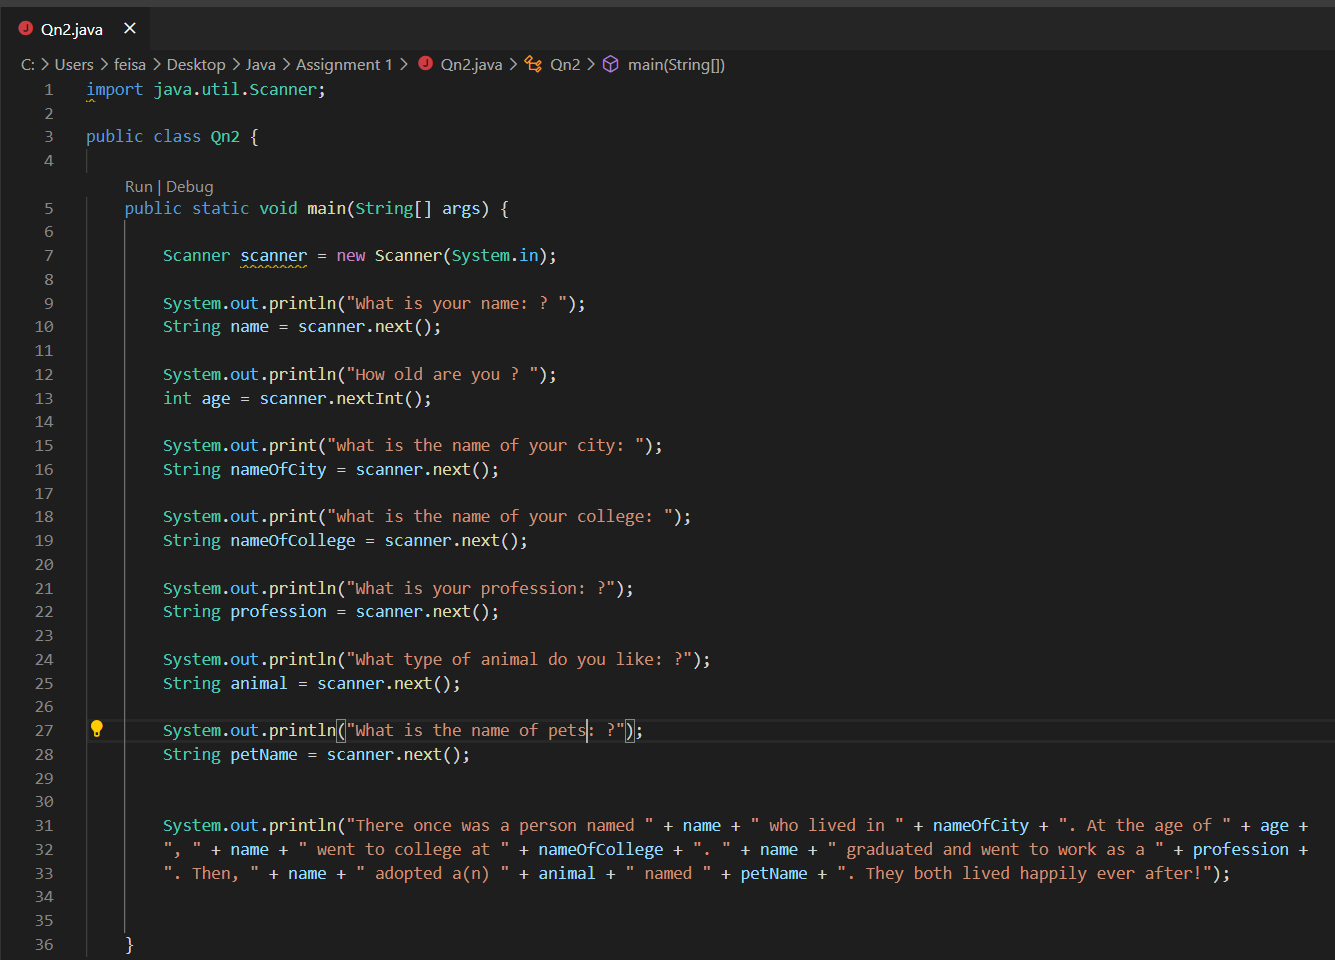 Qn2.java
C: > Users > feisa > Desktop > Java > Assignment 1 > Qn2.java > Qn2 > main(String[])
1 import java.util.Scanner;
2
3 public class Qn2 {
4
Run | Debug
5 public static void main(String[] args) {
6
7 Scanner scanner = new Scanner(System.in);
8
9 System.out.println("What is your name: ? ");
10 String name = scanner.next();
11
12 System.out.println("How old are you ? ");
13 int age = scanner.nextInt();
14
15 System.out.print("what is the name of your city: ");
16 String nameOfCity = scanner.next();
17
18 System.out.print("what is the name of your college: ");
19 String nameOfCollege = scanner.next();
20
21 System.out.println("What is your profession: ?");
22 String profession = scanner.next();
23
24 System.out.println("What type of animal do you like: ?");
25 String animal = scanner.next();
26
27 System.out.println("What is the name of pets: ?");
28 String petName = scanner.next();
29
30
31 System.out.println("There once was a person named " + name + " who lived in " + nameOfCity + ". At the age of " + age +
32 ", " + name + " went to college at " + nameOfCollege + ". " + name + " graduated and went to work as a " + profession +
33 ". Then, " + name + " adopted a(n) " + animal + " named " + petName + ". They both lived happily ever after!");
34
35
36 }